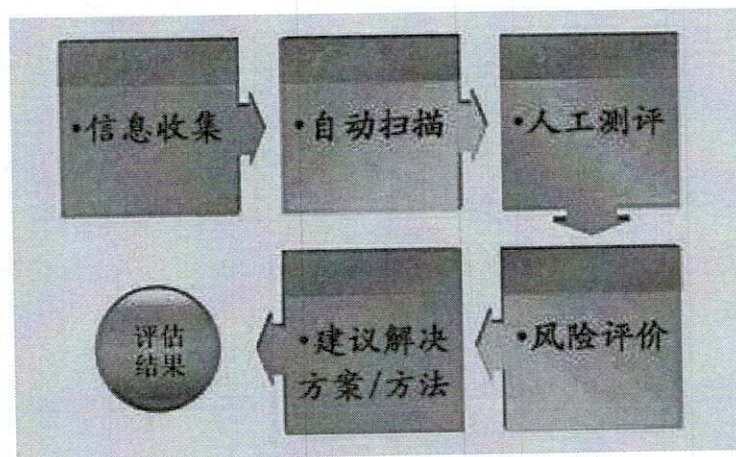 •信息收集
•自动扫描
•人工测评
•风险评价
•建议解决
方案/方法
评估
结果